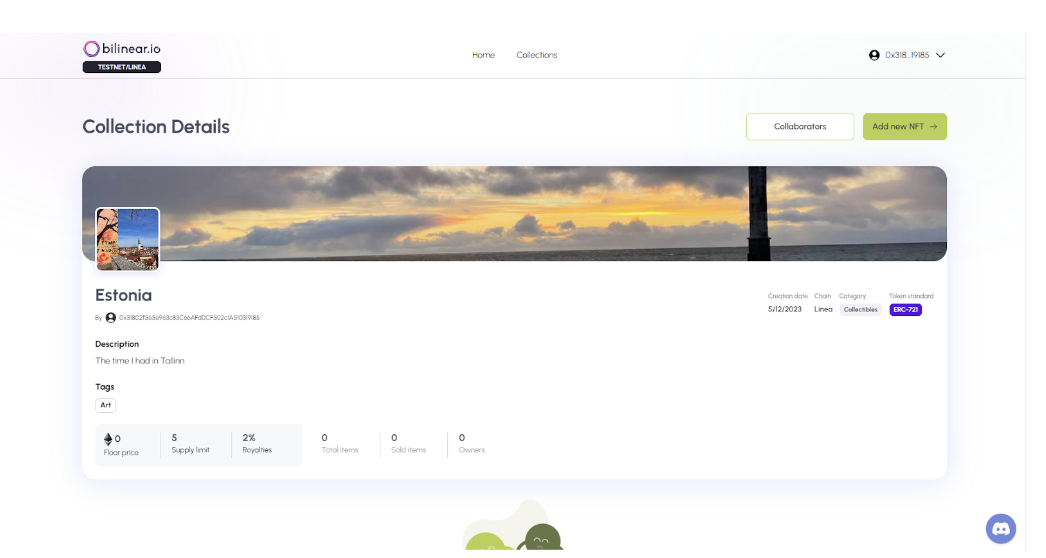 bilinear.io
TESTNET/LINEA
Home
Collections
0x318...19185
Collection Details
Collaborators
Add new NFT →
Estonia
By
Creation date
Chain
Category
Token standard
5/12/2023
Linea
Collectibles
ERC-721
Description
The time I had in Tallinn
Tags
Art
0
Floor price
5
Supply limit
2%
Royalties
0
Total items
0
Sold items
0
Owners